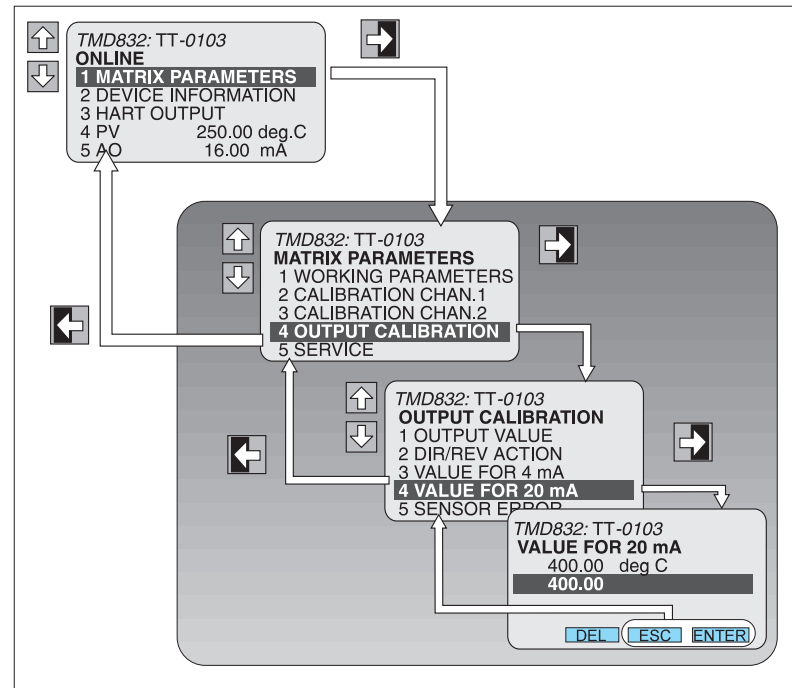 TMD832: TT-0103
ONLINE
1 MATRIX PARAMETERS
2 DEVICE INFORMATION
3 HART OUTPUT
4 PV 250.00 deg.C
5 AO 16.00 mA
TMD832: TT-0103
MATRIX PARAMETERS
1 WORKING PARAMETERS
2 CALIBRATION CHAN.1
3 CALIBRATION CHAN.2
4 OUTPUT CALIBRATION
5 SERVICE
TMD832: TT-0103
OUTPUT CALIBRATION
1 OUTPUT VALUE
2 DIR/REV ACTION
3 VALUE FOR 4 mA
4 VALUE FOR 20 mA
5 SENSOR ERROR
TMD832: TT-0103
VALUE FOR 20 mA
400.00 deg C
400.00
DEL ESC ENTER